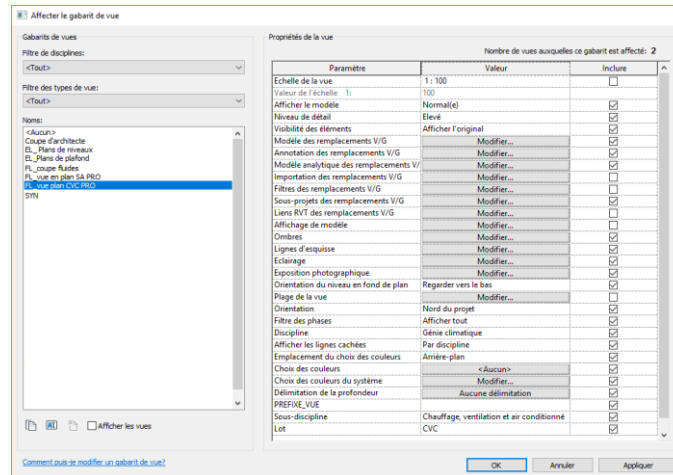 Affecter le gabarit de vue
Gabarits de vues
Filtre de disciplines:
<Tout>
Filtre des types de vue:
<Tout>
Noms:
<Aucun>
Coupe d'architecte
EL_ Plans de niveaux
EL_Plans de plafond
FL_coupe fluides
FL_vue en plan SA PRO
FL_vue plan CVC PRO
SYN
Afficher les vues
Comment puis-je modifier un gabarit de vue?
Propriétés de la vue
Nombre de vues auxquelles ce gabarit est affecté: 2
Paramètre Valeur Inclure
Echelle de la vue 1 : 100
Valeur de l'échelle 1: 100
Afficher le modèle Normal(e)
Niveau de détail Elevé
Visibilité des éléments Afficher l'original
Modèle des remplacements V/G Modifier...
Annotation des remplacements V/G Modifier...
Modèle analytique des remplacements V/ Modifier...
Importation des remplacements V/G Modifier...
Filtres des remplacements V/G Modifier...
Sous-projets des remplacements V/G Modifier...
Liens RVT des remplacements V/G Modifier...
Affichage de modèle Modifier...
Ombres Modifier...
Lignes d'esquisse Modifier...
Eclairage Modifier...
Exposition photographique Modifier...
Orientation du niveau en fond de plan Regarder vers le bas
Plage de la vue Modifier...
Orientation Nord du projet
Filtre des phases Afficher tout
Discipline Génie climatique
Afficher les lignes cachées Par discipline
Emplacement du choix des couleurs Arrière-plan
Choix des couleurs <Aucun>
Choix des couleurs du système Modifier...
Délimitation de la profondeur Aucune délimitation
PREFIXE_VUE
Sous-discipline Chauffage, ventilation et air conditionné
Lot CVC
OK Annuler Appliquer